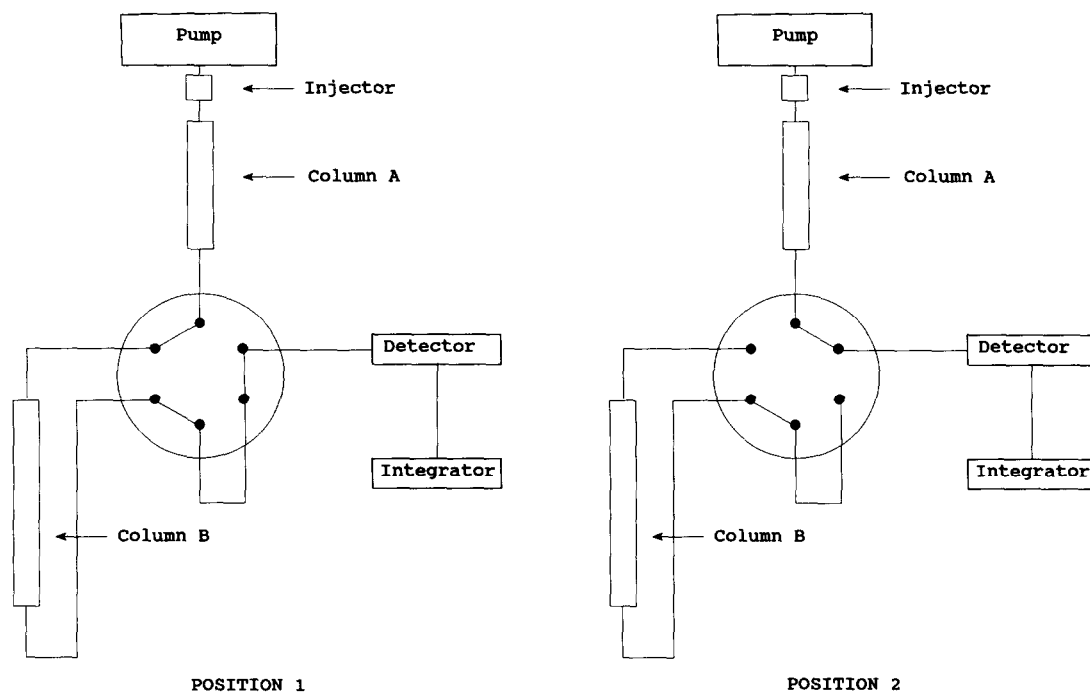 Pump
Injector
Column A
Detector
Integrator
Column B
POSITION 1
Pump
Injector
Column A
Detector
Integrator
Column B
POSITION 2